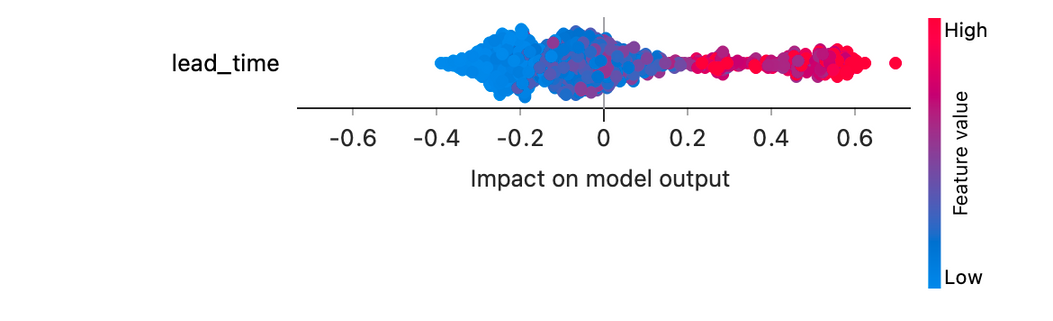 High
lead_time
Feature value
-0.6 -0.4 -0.2 0 0.2 0.4 0.6
Impact on model output
Low